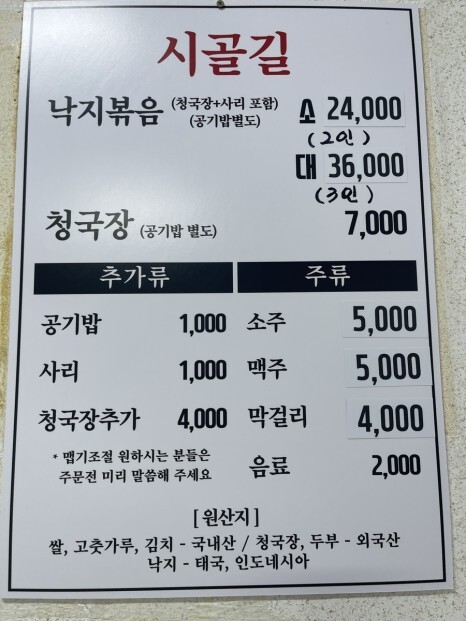 시골길
낙지볶음 (청국장+사리 포함) 소 24,000
(공기밥별도)
(2인)
대 36,000
(3인)
청국장 (공기밥 별도) 7,000
추가류 주류
공기밥 1,000 소주 5,000
사리 1,000 맥주 5,000
청국장추가 4,000 막걸리 4,000
* 맵기조절 원하시는 분들은
주문전 미리 말씀해 주세요
음료 2,000
[원산지]
쌀, 고춧가루, 김치 - 국내산 / 청국장, 두부 - 외국산
낙지 - 태국, 인도네시아